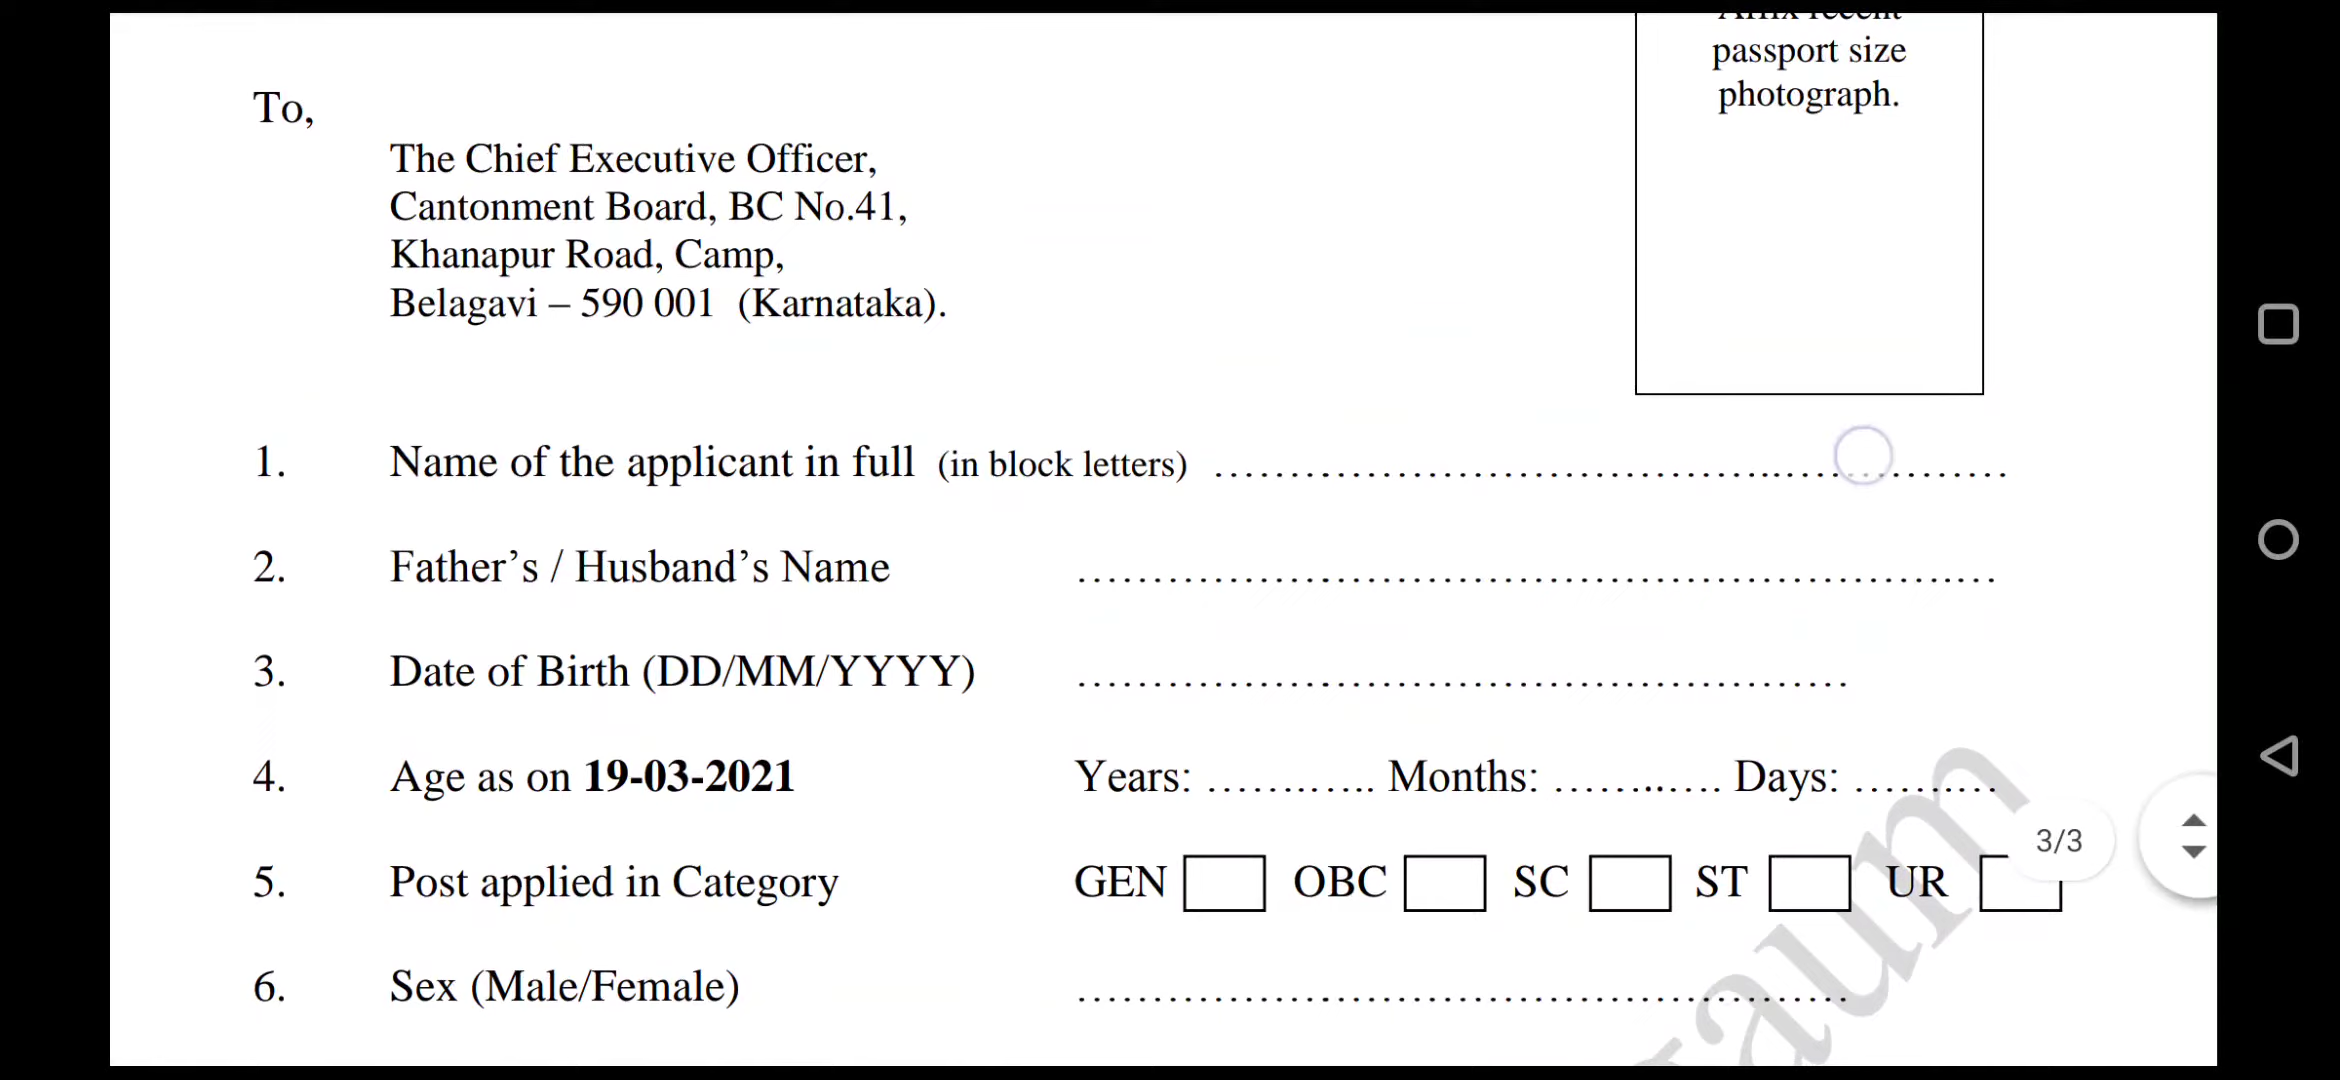 passport size
photograph.
To,
The Chief Executive Officer,
Cantonment Board, BC No.41,
Khanapur Road, Camp,
Belagavi – 590 001 (Karnataka).
1. Name of the applicant in full (in block letters) ……………………………………………
2. Father’s / Husband’s Name ……………………………………………………
3. Date of Birth (DD/MM/YYYY) ……………………………………………
4. Age as on 19-03-2021 Years: ………… Months: ………… Days: ………
5. Post applied in Category GEN OBC SC ST UR
3/3
6. Sex (Male/Female) ……………………………………………